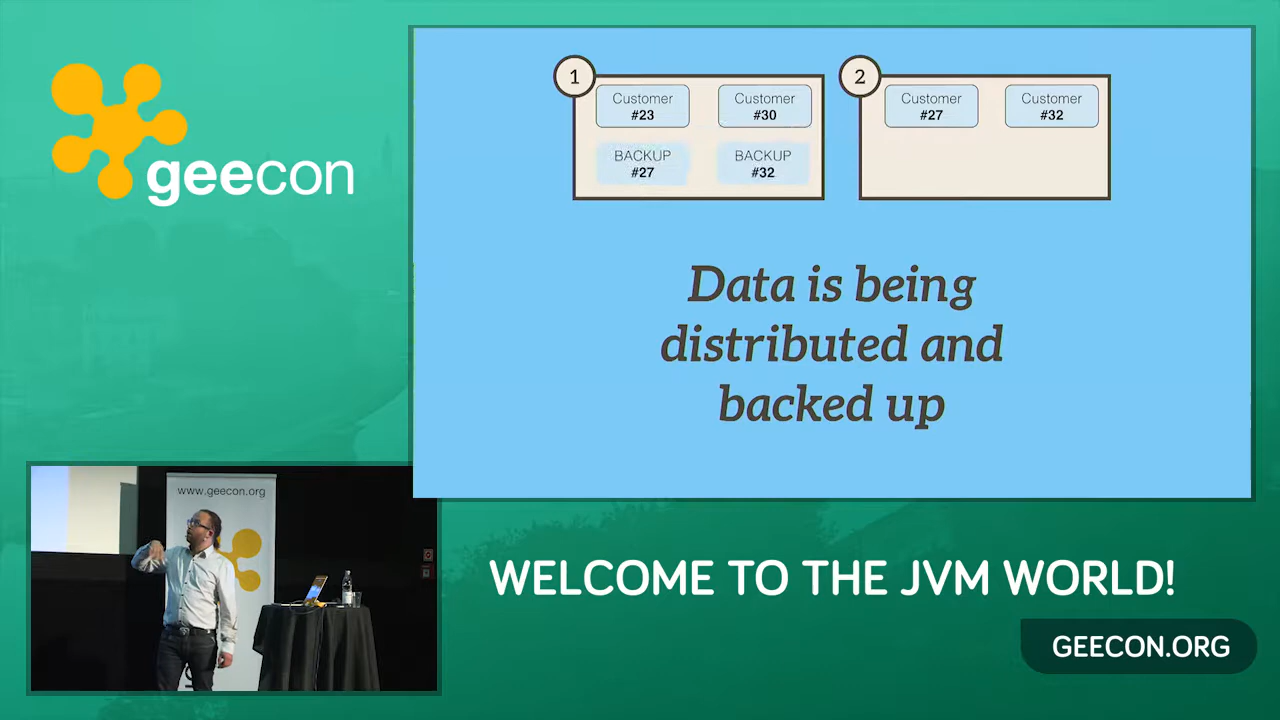 geecon
1
Customer
#23
Customer
#30
BACKUP
#27
BACKUP
#32
2
Customer
#27
Customer
#32
Data is being
distributed and
backed up
www.geecon.org
WELCOME TO THE JVM WORLD!
GEECON.ORG